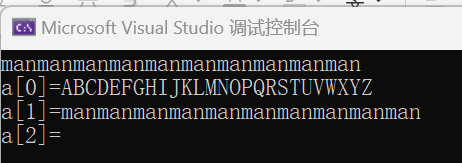 Microsoft Visual Studio 调试控制台
manmanmanmanmanmanmanmanmanman
a[0]=ABCDEFGHIJKLMNOPQRSTUVWXYZ
a[1]=manmanmanmanmanmanmanmanmanman
a[2]=